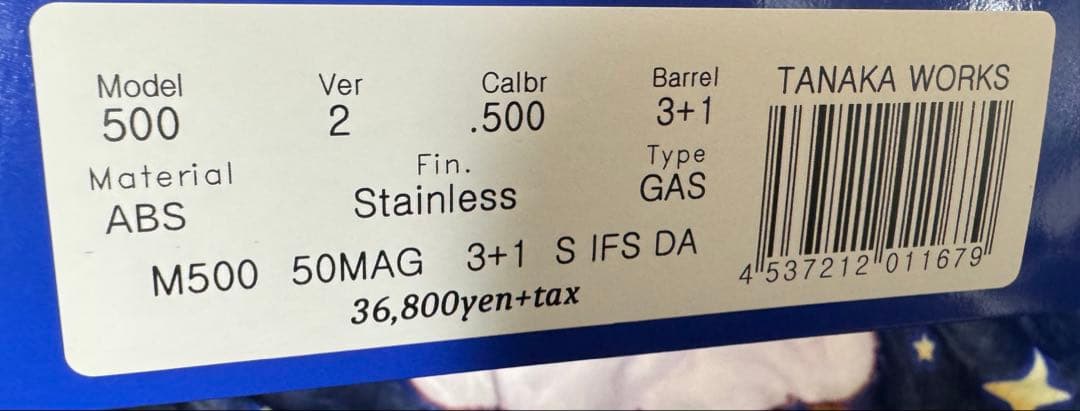 Model Ver Calbr Barrel TANAKA WORKS
500 2 .500 3+1
Material Fin. Type
ABS Stainless GAS
M500 50MAG 3+1 S IFS DA
4 537212 011679
36,800yen+tax